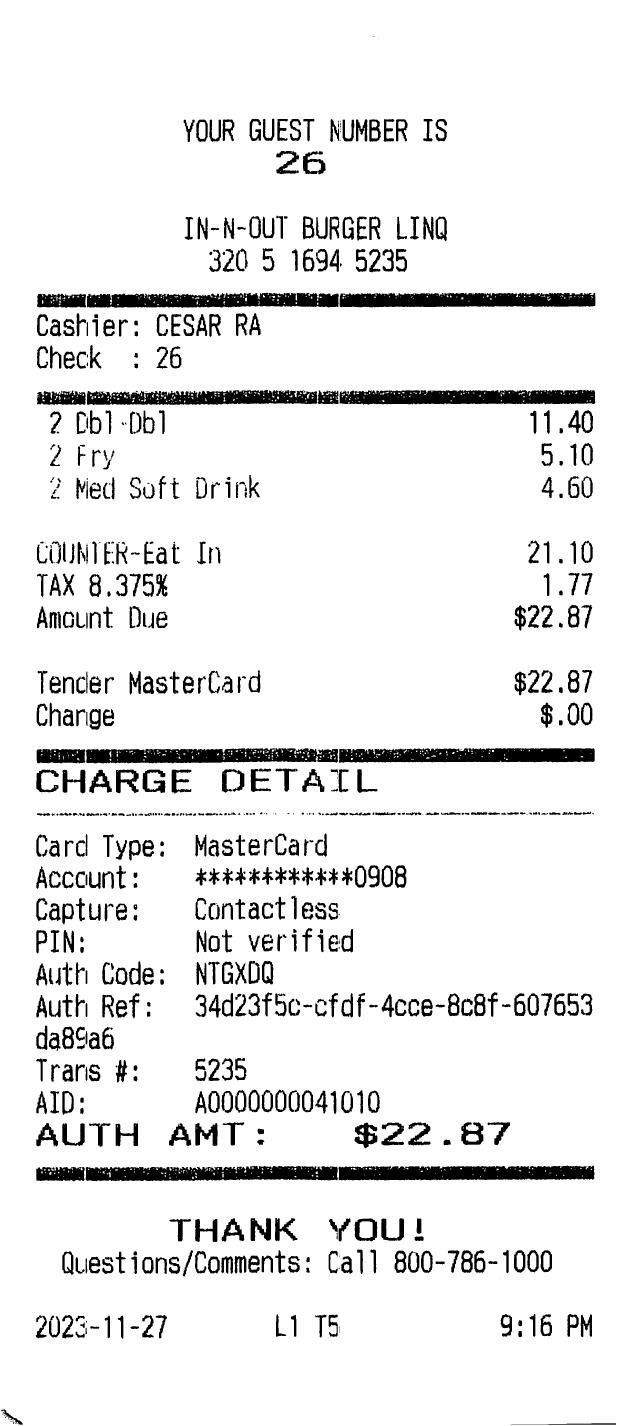 YOUR GUEST NUMBER IS
26
IN-N-OUT BURGER LINQ
320 5 1694 5235
Cashier: CESAR RA
Check : 26
2 Dbl-Dbl 11.40
2 Fry 5.10
2 Med Soft Drink 4.60
COUNTER-Eat In 21.10
TAX 8.375% 1.77
Amount Due $22.87
Tender MasterCard $22.87
Change $.00
CHARGE DETAIL
Card Type: MasterCard
Account: ************0908
Capture: Contactless
PIN: Not verified
Auth Code: NTGXDQ
Auth Ref: 34d23f5c-cfdf-4cce-8c8f-607653
da89a6
Trans #: 5235
AID: A0000000041010
AUTH AMT: $22.87
THANK YOU!
Questions/Comments: Call 800-786-1000
2023-11-27 L1 T5 9:16 PM